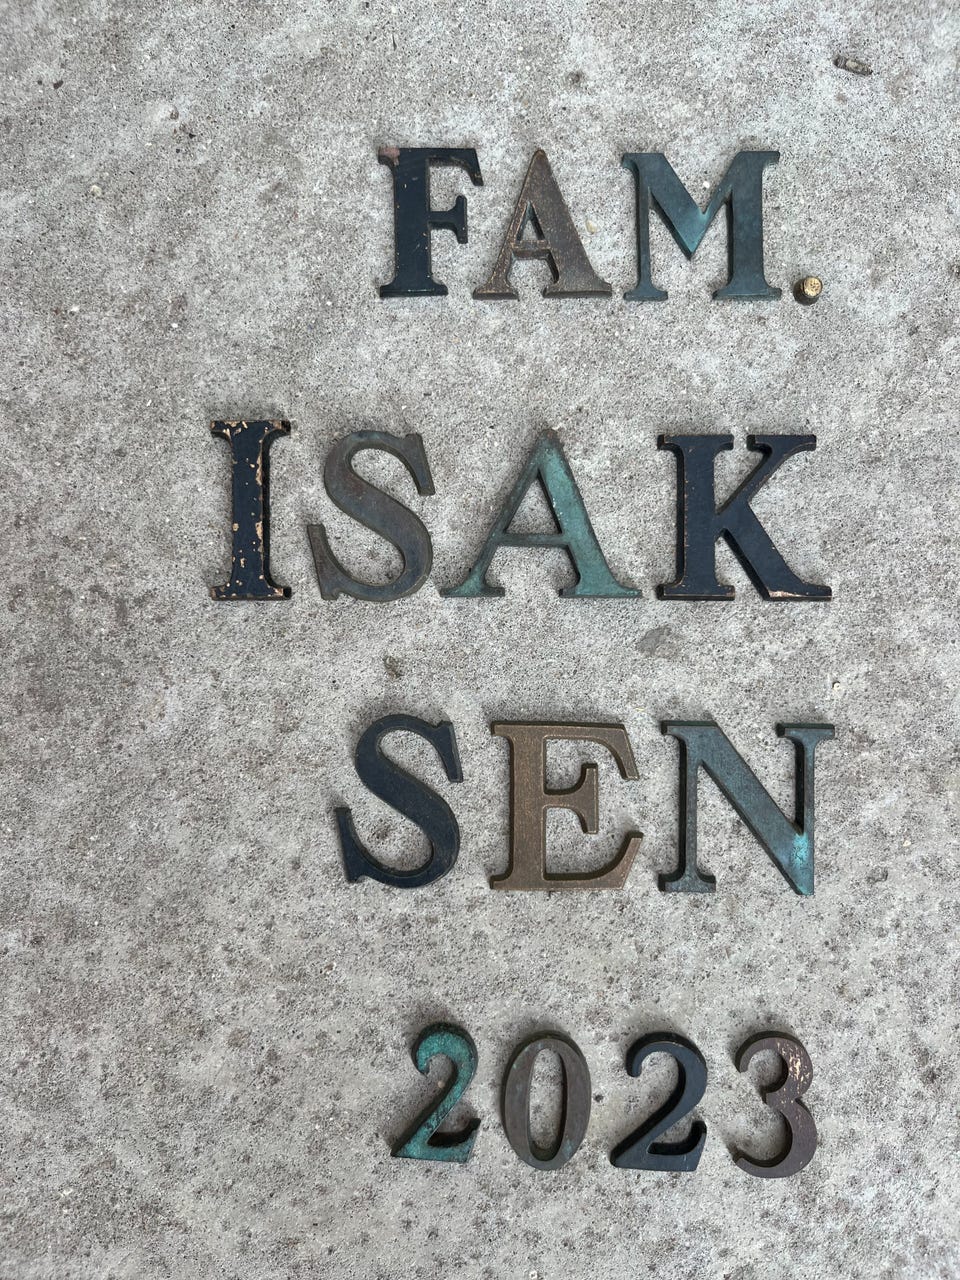 FAM.
ISAK
SEN
2023